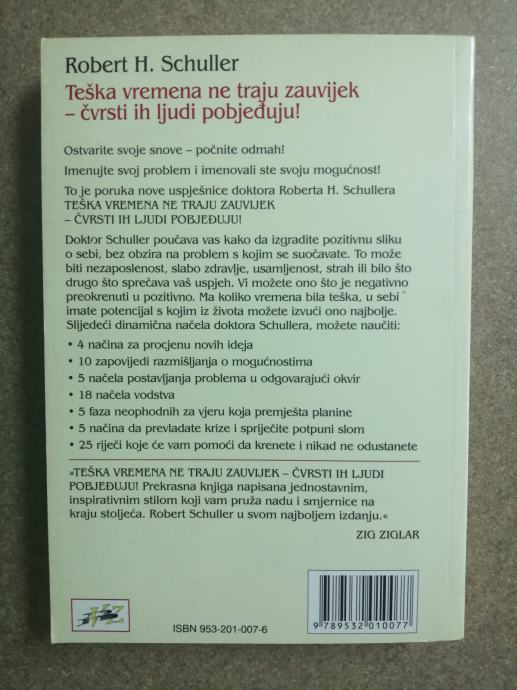 Robert H. Schuller
Teška vremena ne traju zauvijek
– čvrsti ih ljudi pobjeđuju!
Ostvarite svoje snove – počnite odmah!
Imenujte svoj problem i imenovali ste svoju mogućnost!
To je poruka nove uspješnice doktora Roberta H. Schullera
TEŠKA VREMENA NE TRAJU ZAUVIJEK
– ČVRSTI IH LJUDI POBJEĐUJU!
Doktor Schuller poučava vas kako da izgradite pozitivnu sliku
o sebi, bez obzira na problem s kojim se suočavate. To može
biti nezaposlenost, slabo zdravlje, usamljenost, strah ili bilo što
drugo što sprečava vaš uspjeh. Vi možete ono što je negativno
preokrenuti u pozitivno. Ma koliko vremena bila teška, u sebi
imate potencijal s kojim iz života možete izvući ono najbolje.
Slijedeći dinamična načela doktora Schullera, možete naučiti:
• 4 načina za procjenu novih ideja
• 10 zapovijedi razmišljanja o mogućnostima
• 5 načela postavljanja problema u odgovarajući okvir
• 18 načela vodstva
• 5 faza neophodnih za vjeru koja premješta planine
• 5 načina da prevladate krize i spriječite potpuni slom
• 25 riječi koje će vam pomoći da krenete i nikad ne odustanete
»TEŠKA VREMENA NE TRAJU ZAUVIJEK – ČVRSTI IH LJUDI
POBJEĐUJU! Prekrasna knjiga napisana jednostavnim,
inspirativnim stilom koji vam pruža nadu i smjernice na
kraju stoljeća. Robert Schuller u svom najboljem izdanju.«
ZIG ZIGLAR
VZ
ISBN 953-201-007-6
9 789532 010077